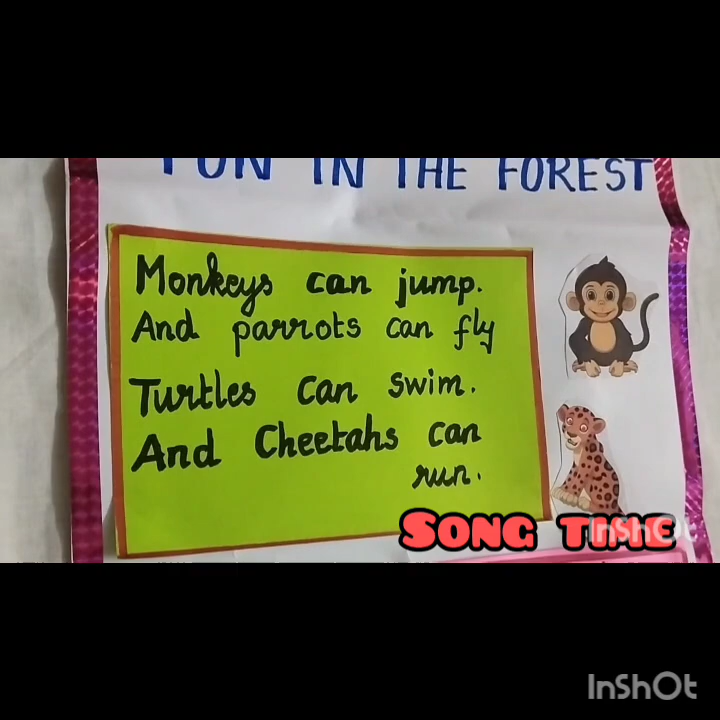 FUN IN THE FOREST
Monkeys can jump.
And parrots can fly
Turtles can swim.
And Cheetahs can
run.
SONG TIME
InShOt
InShOt